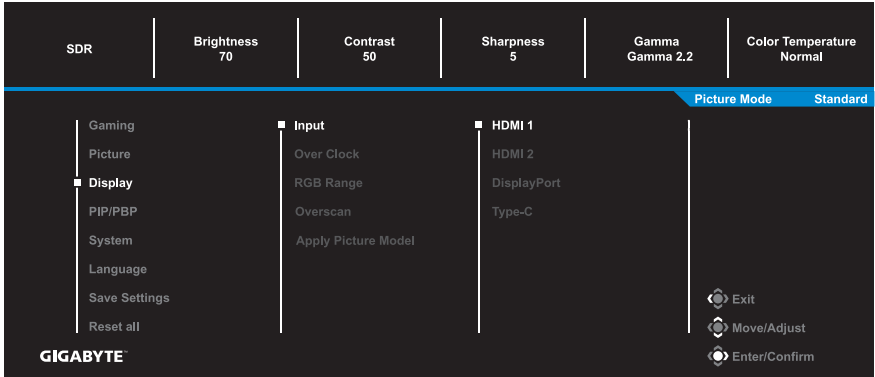 SDR
Brightness
70
Contrast
50
Sharpness
5
Gamma
Gamma 2.2
Color Temperature
Normal
Picture Mode Standard
Gaming
Picture
Display
PIP/PBP
System
Language
Save Settings
Reset all
Input
Over Clock
RGB Range
Overscan
Apply Picture Model
HDMI 1
HDMI 2
DisplayPort
Type-C
Exit
Move/Adjust
Enter/Confirm
GIGABYTE™